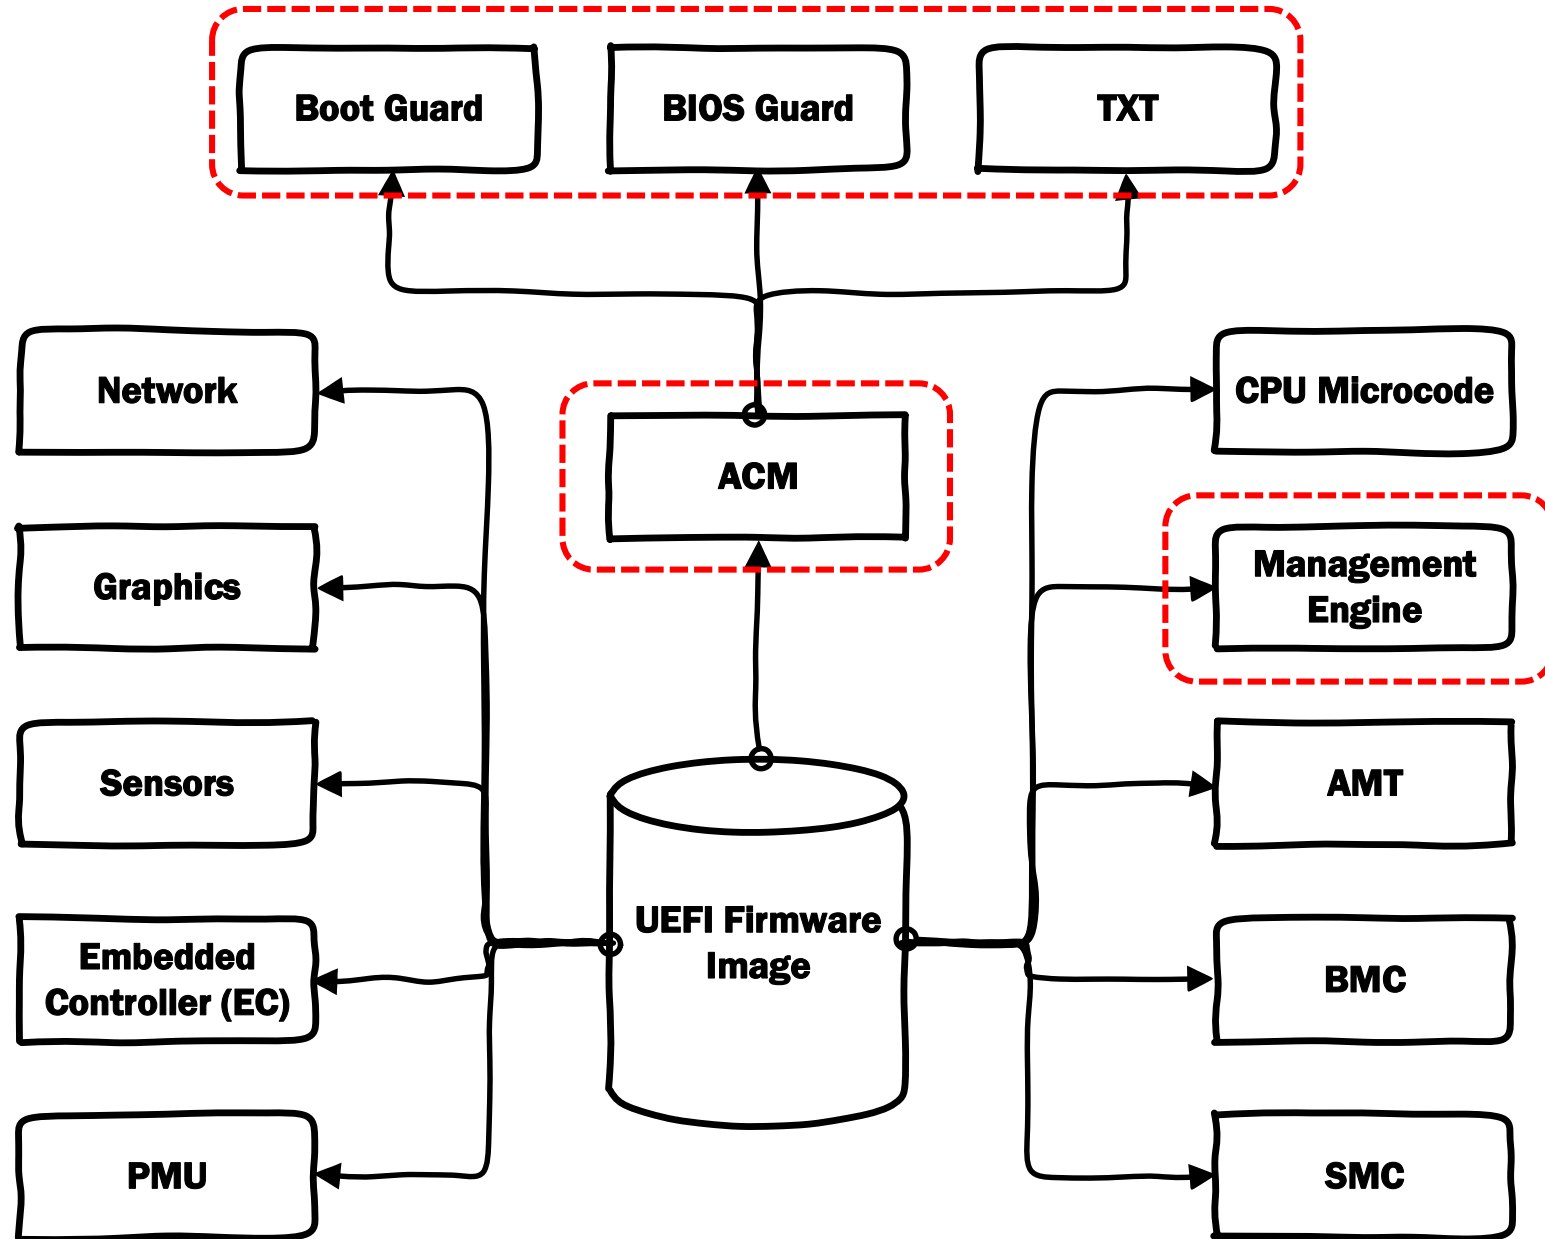 Boot Guard
BIOS Guard
TXT
Network
CPU Microcode
ACM
Graphics
Management
Engine
Sensors
AMT
UEFI Firmware
Image
Embedded
Controller (EC)
BMC
PMU
SMC